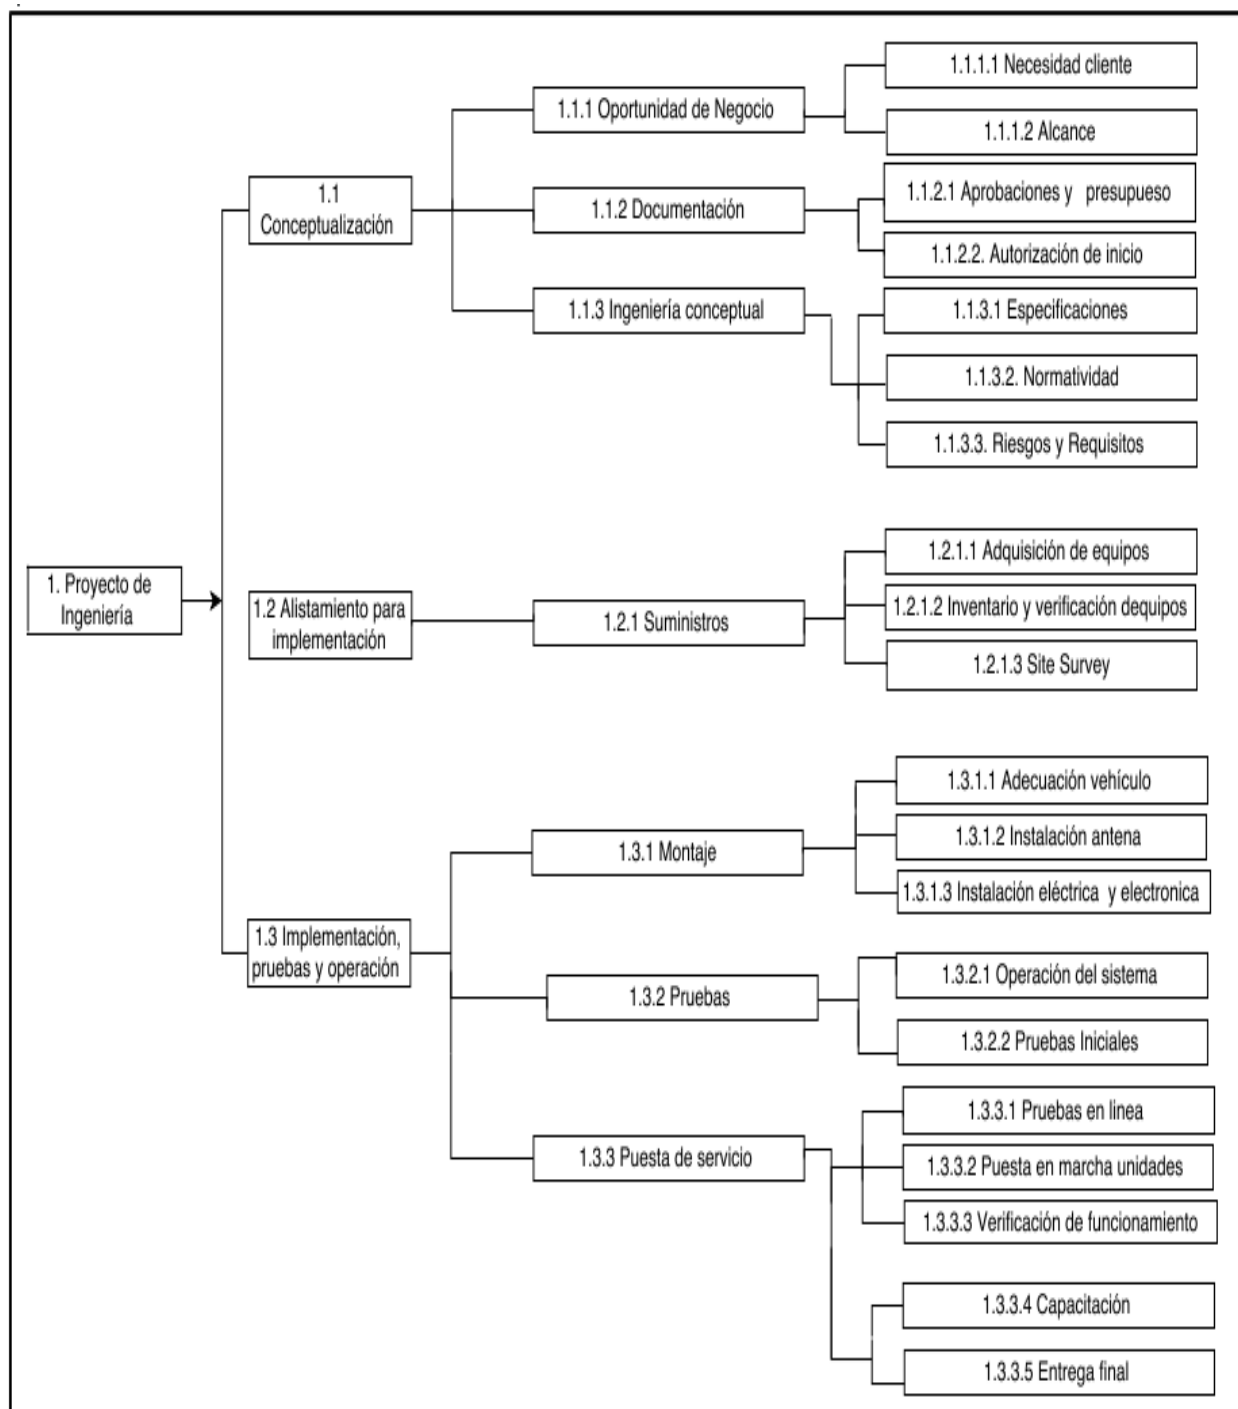 1. Proyecto de
Ingeniería
1.1
Conceptualización
1.1.1 Oportunidad de Negocio
1.1.1.1 Necesidad cliente
1.1.1.2 Alcance
1.1.2 Documentación
1.1.2.1 Aprobaciones y presupueso
1.1.2.2. Autorización de inicio
1.1.3 Ingeniería conceptual
1.1.3.1 Especificaciones
1.1.3.2. Normatividad
1.1.3.3. Riesgos y Requisitos
1.2 Alistamiento para
implementación
1.2.1 Suministros
1.2.1.1 Adquisición de equipos
1.2.1.2 Inventario y verificación dequipos
1.2.1.3 Site Survey
1.3 Implementación,
pruebas y operación
1.3.1 Montaje
1.3.1.1 Adecuación vehículo
1.3.1.2 Instalación antena
1.3.1.3 Instalación eléctrica y electronica
1.3.2 Pruebas
1.3.2.1 Operación del sistema
1.3.2.2 Pruebas Iniciales
1.3.3 Puesta de servicio
1.3.3.1 Pruebas en linea
1.3.3.2 Puesta en marcha unidades
1.3.3.3 Verificación de funcionamiento
1.3.3.4 Capacitación
1.3.3.5 Entrega final